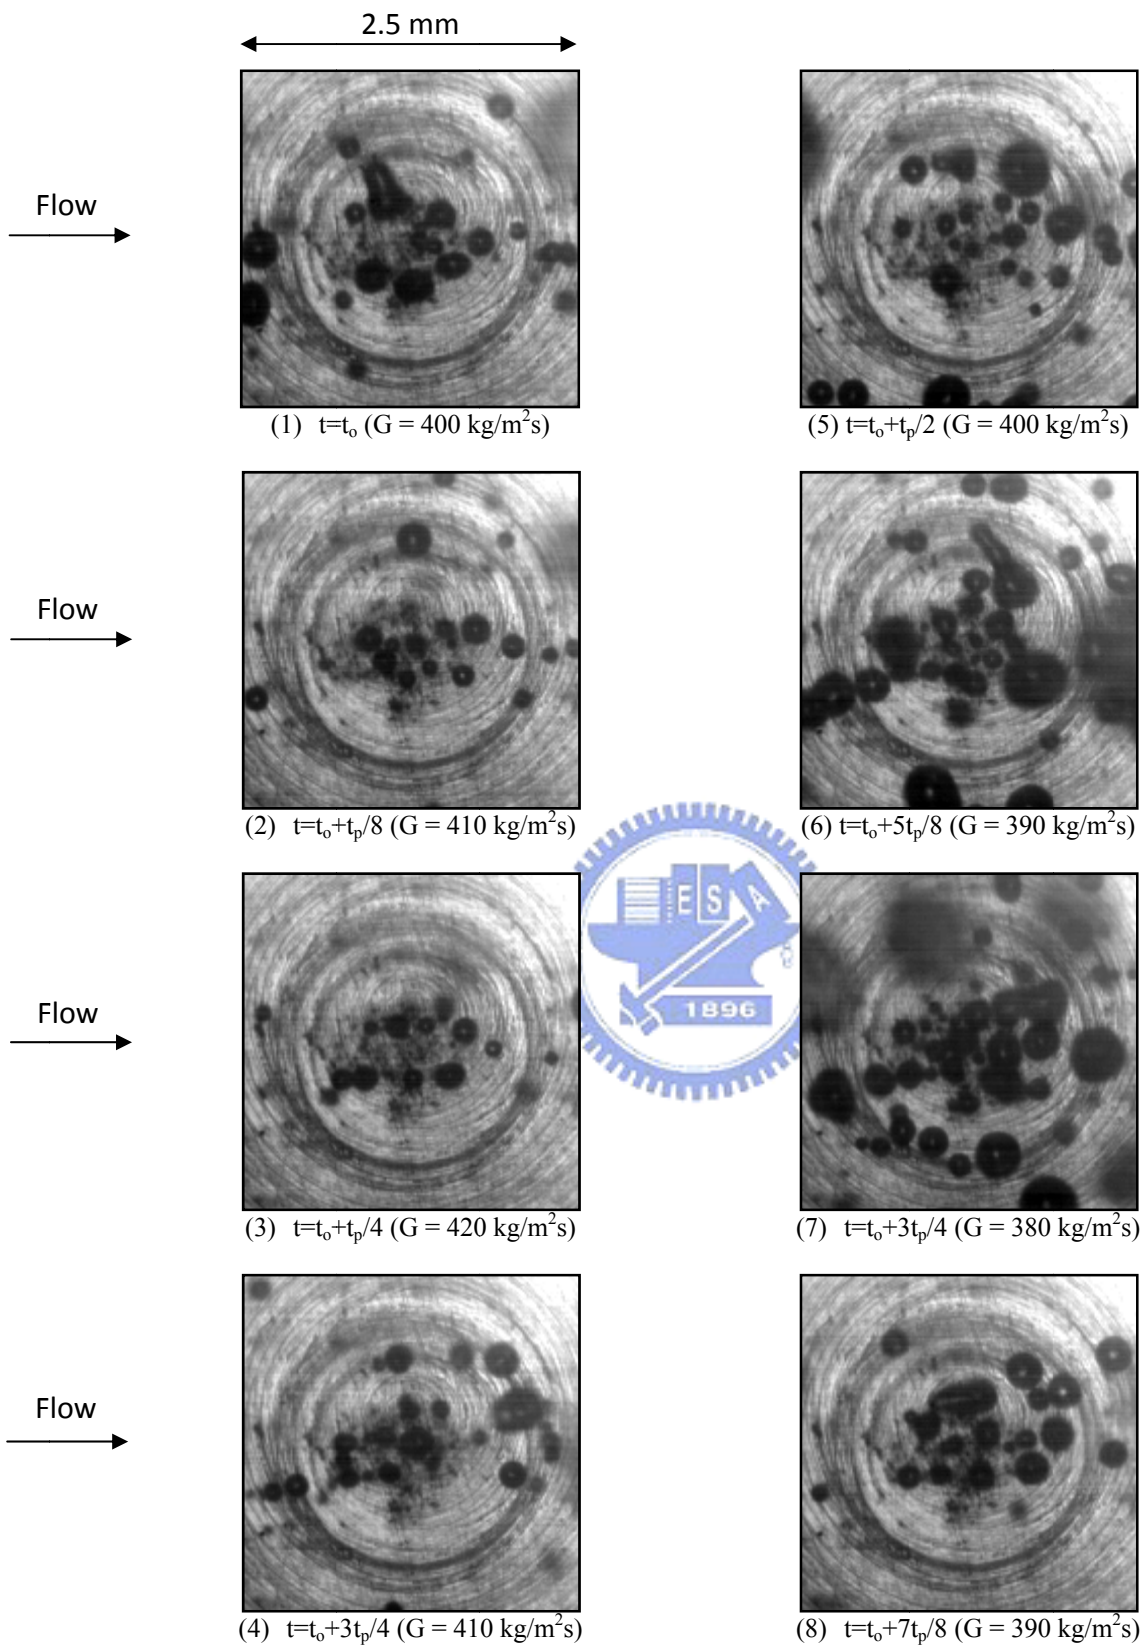 2.5 mm
Flow
(1) t=tₒ (G = 400 kg/m²s)
(5) t=tₒ+tₚ/2 (G = 400 kg/m²s)
Flow
(2) t=tₒ+tₚ/8 (G = 410 kg/m²s)
(6) t=tₒ+5tₚ/8 (G = 390 kg/m²s)
E S A
1896
Flow
(3) t=tₒ+tₚ/4 (G = 420 kg/m²s)
(7) t=tₒ+3tₚ/4 (G = 380 kg/m²s)
Flow
(4) t=tₒ+3tₚ/4 (G = 410 kg/m²s)
(8) t=tₒ+7tₚ/8 (G = 390 kg/m²s)